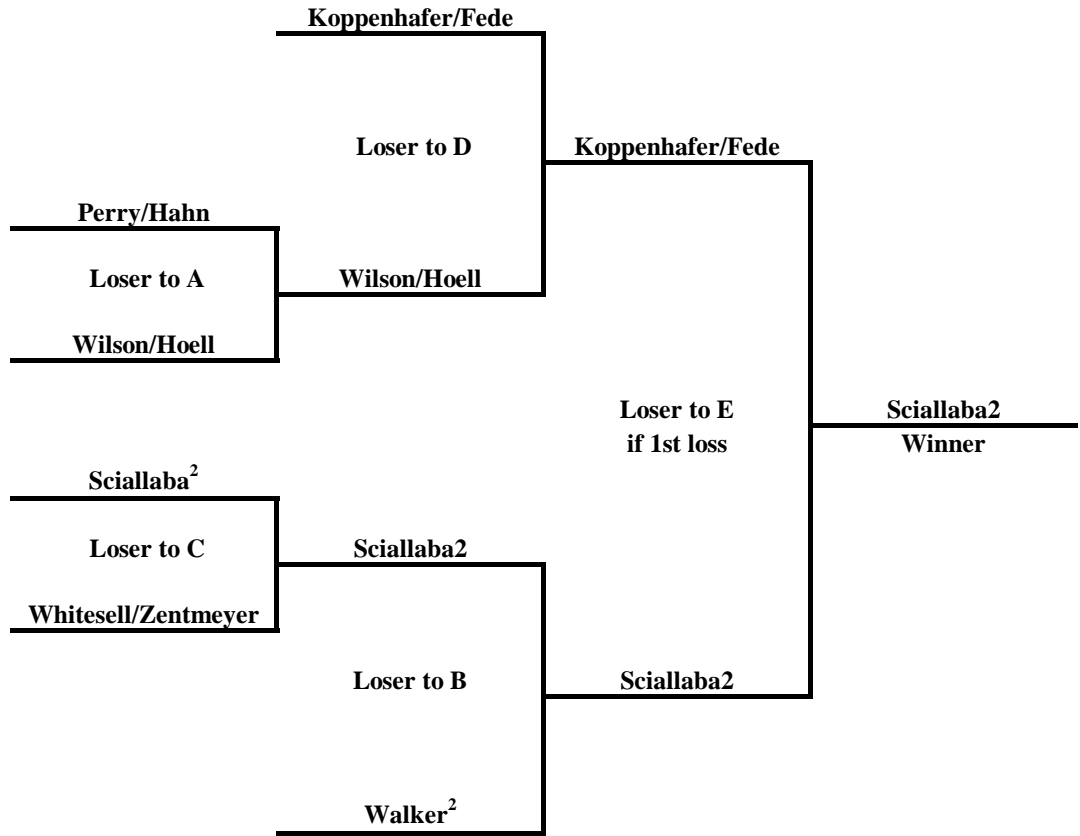 Koppenhafer/Fede
Loser to D
Koppenhafer/Fede
Perry/Hahn
Loser to A
Wilson/Hoell
Wilson/Hoell
Loser to E
if 1st loss
Sciallaba2
Winner
Sciallaba²
Loser to C
Sciallaba2
Whitesell/Zentmeyer
Loser to B
Sciallaba2
Walker²